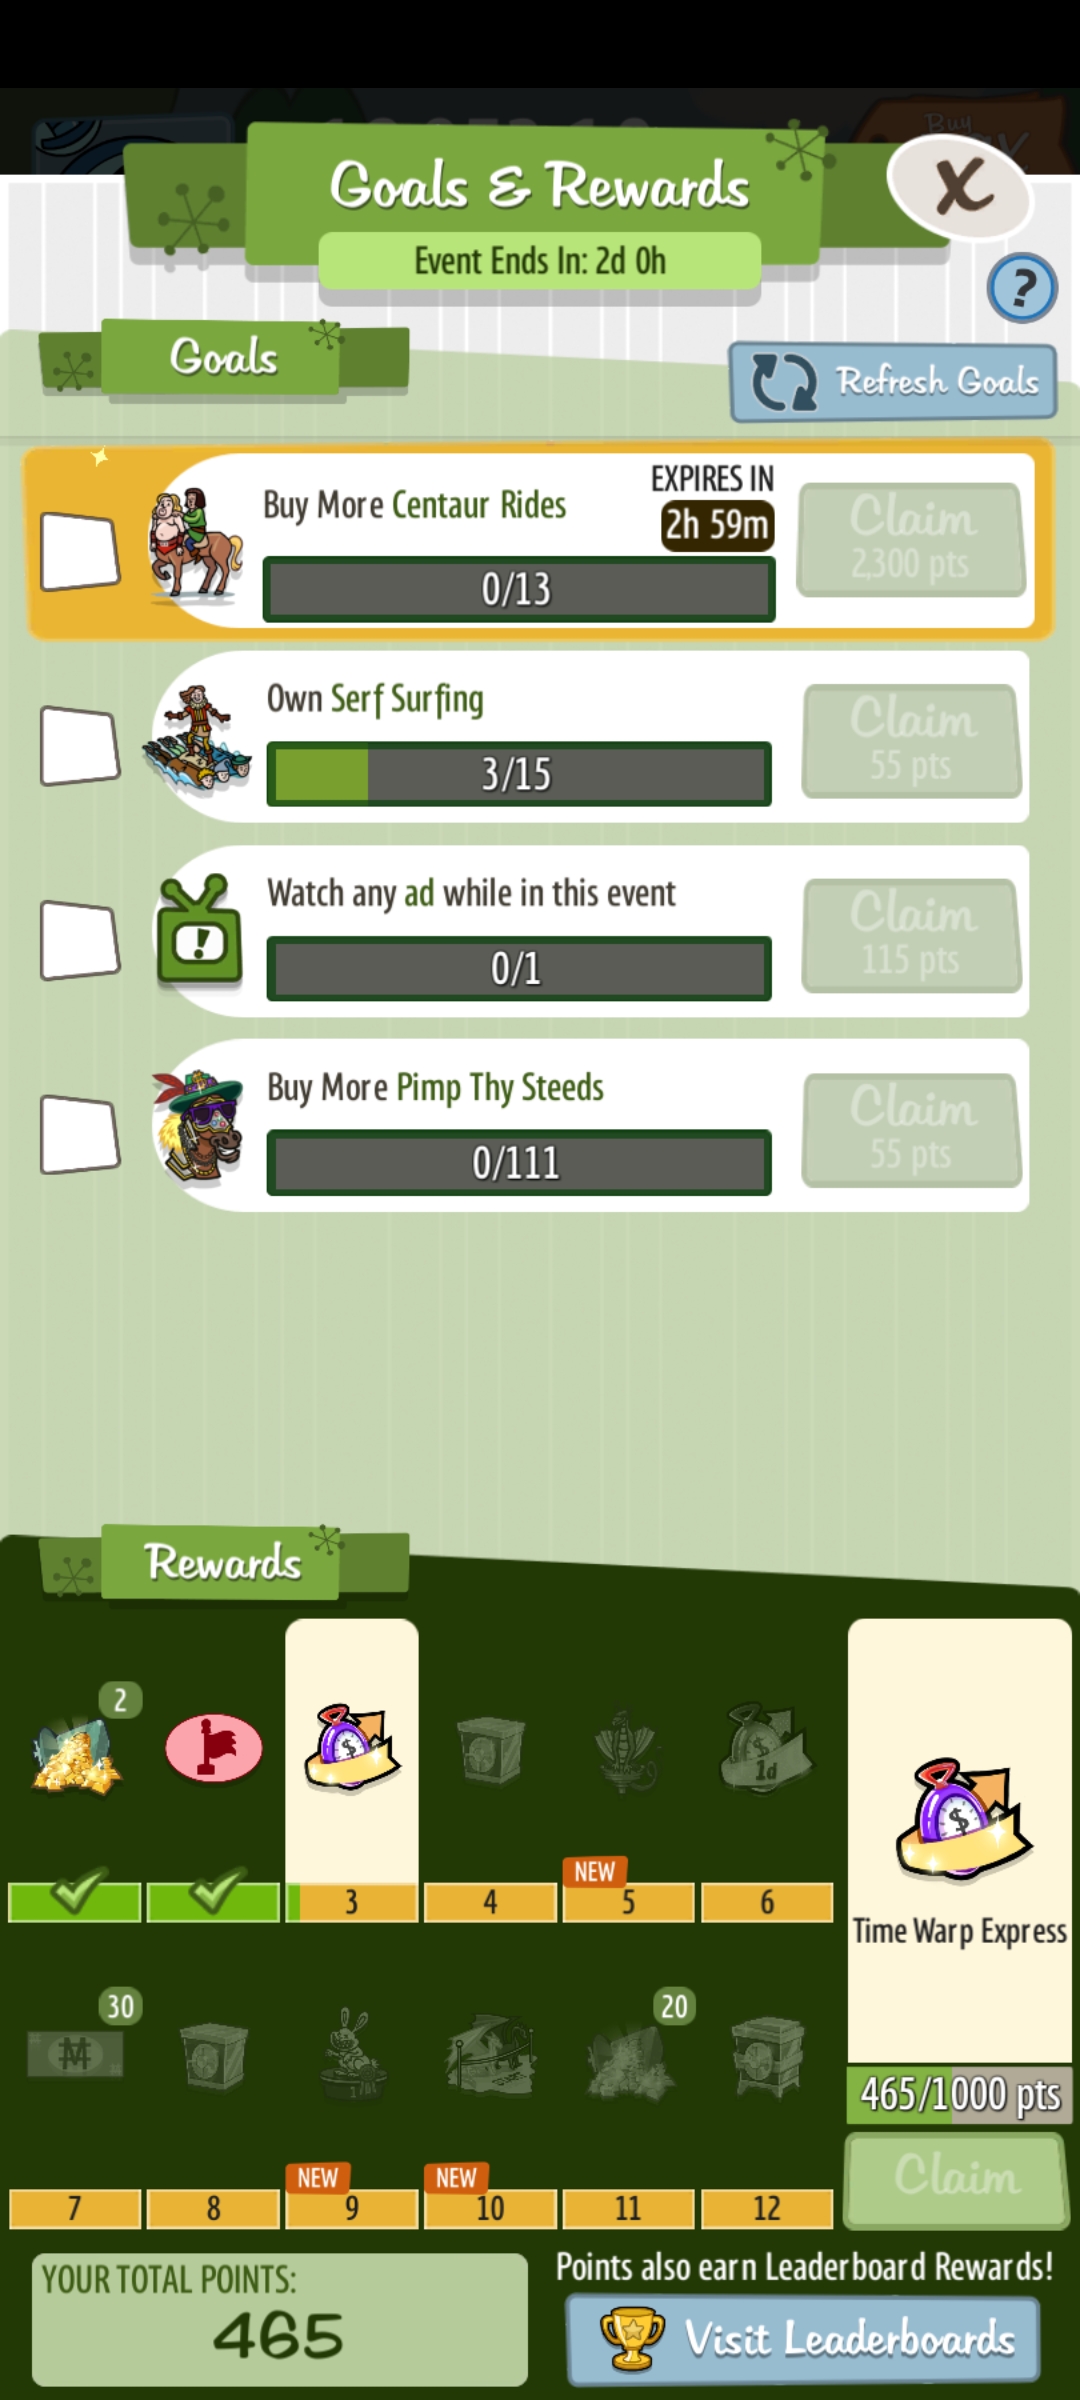 Buy
Goals & Rewards
X
Event Ends In: 2d 0h
?
Goals
Refresh Goals
Buy More Centaur Rides
EXPIRES IN
2h 59m
0/13
Claim
2,300 pts
Own Serf Surfing
3/15
Claim
55 pts
Watch any ad while in this event
0/1
Claim
115 pts
Buy More Pimp Thy Steeds
0/111
Claim
55 pts
Rewards
2
1d
NEW
3
4
5
6
Time Warp Express
30
20
465/1000 pts
NEW
NEW
7
8
9
10
11
12
Claim
YOUR TOTAL POINTS:
465
Points also earn Leaderboard Rewards!
Visit Leaderboards